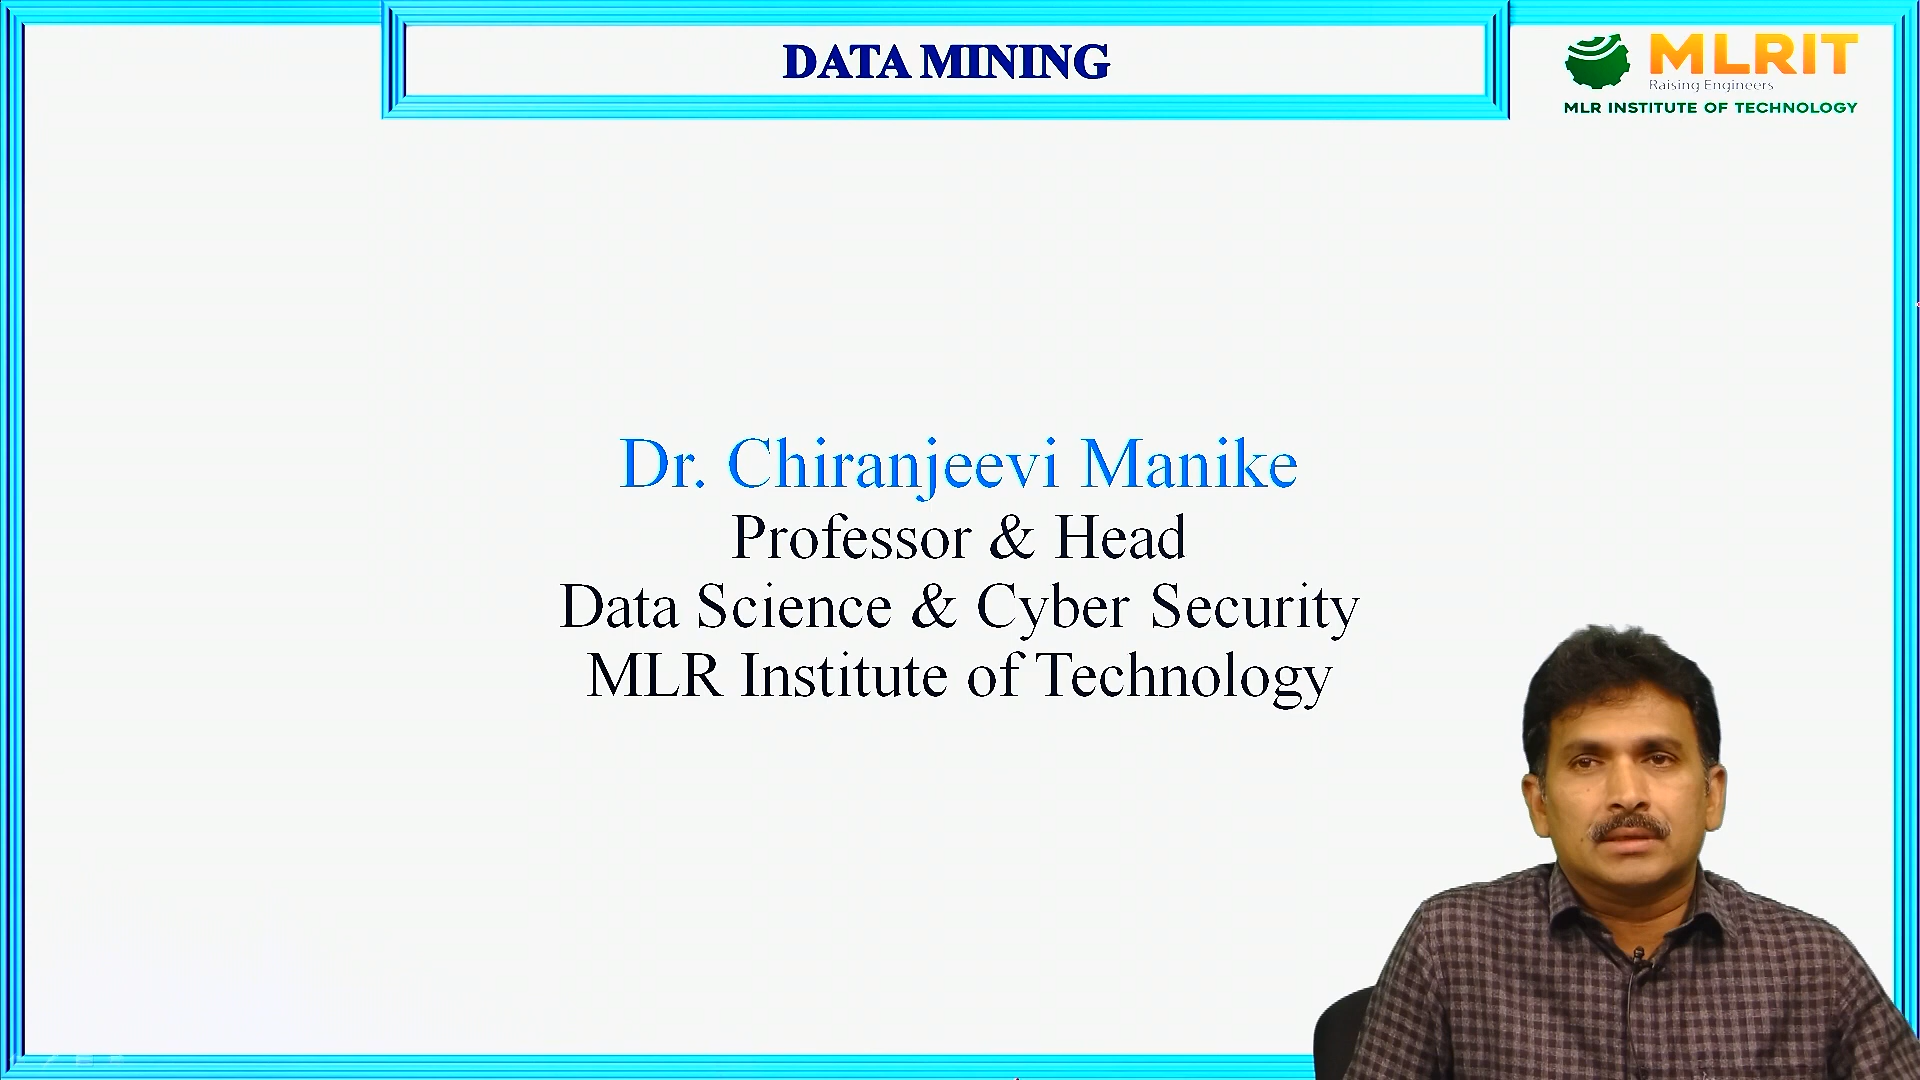 DATA MINING
MLRIT
Raising Engineers
MLR INSTITUTE OF TECHNOLOGY
Dr. Chiranjeevi Manike
Professor & Head
Data Science & Cyber Security
MLR Institute of Technology